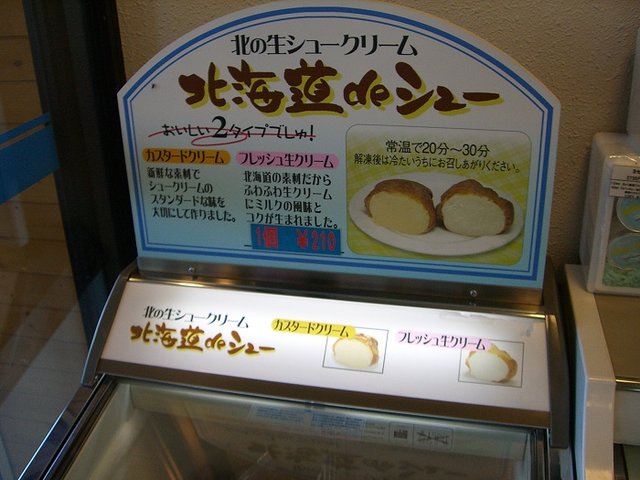 北の生シュークリーム
北海道deシュー
おいしい2タイプでしゅ!
カスタードクリーム
新鮮な素材で
シュークリームの
スタンダードな味を
大切にして作りました。
フレッシュ生クリーム
北海道の素材だから
ふわふわ生クリーム
にミルクの風味と
コクが生まれました。
1個 ¥210
常温で20分〜30分
解凍後は冷たいうちにお召しあがりください。
北の生シュークリーム
北海道deシュー
カスタードクリーム
フレッシュ生クリーム